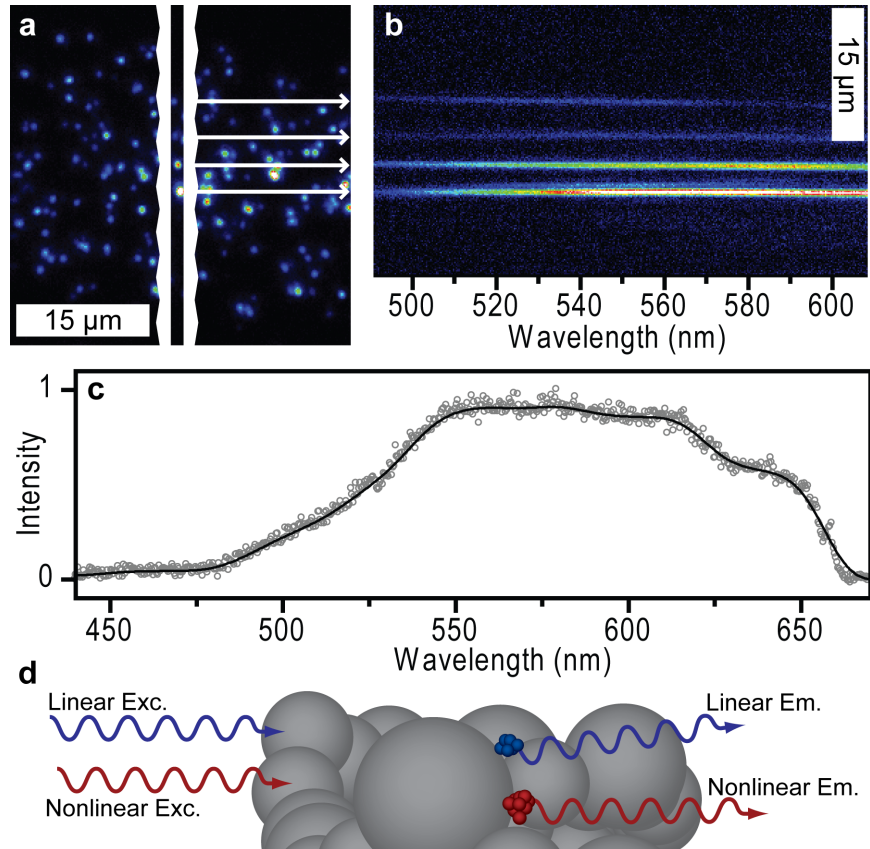 a
15 μm
b
15 μm
500 520 540 560 580 600
Wavelength (nm)
c
1
0
Intensity
450 500 550 600 650
Wavelength (nm)
d
Linear Exc.
Linear Em.
Nonlinear Exc.
Nonlinear Em.